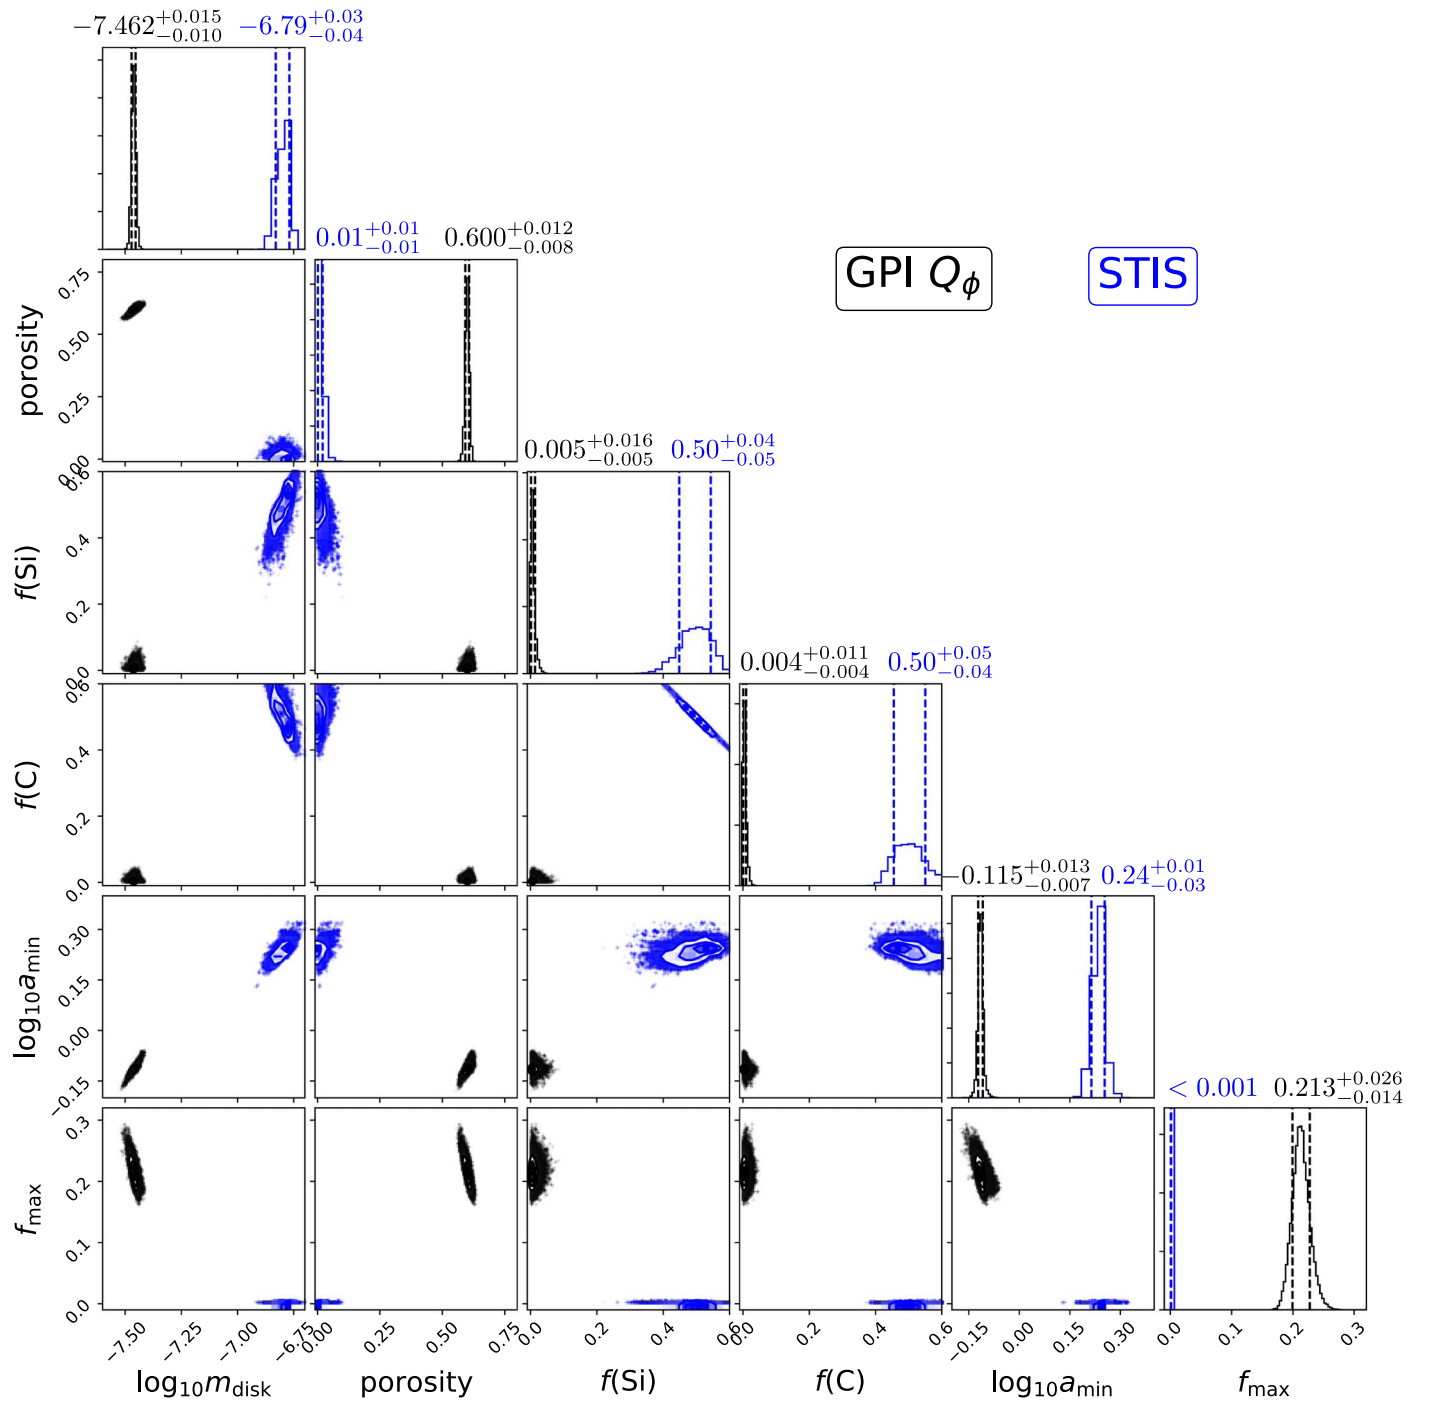 −7.462+0.015−0.010 −6.79+0.03−0.04
0.01+0.01−0.01 0.600+0.012−0.008
GPI Qϕ STIS
0.75
0.50
0.25
0.00
porosity
0.005+0.016−0.005 0.50+0.04−0.05
0.6
0.4
0.2
0.0
f(Si)
0.004+0.011−0.004 0.50+0.05−0.04
0.6
0.4
0.2
0.0
f(C)
−0.115+0.013−0.007 0.24+0.01−0.03
0.30
0.15
0.00
−0.15
log10amin
< 0.001 0.213+0.026−0.014
0.3
0.2
0.1
0.0
fmax
−7.50 −7.25 −7.00 −6.75 0.00 0.25 0.50 0.75 0.0 0.2 0.4 0.6 0.0 0.2 0.4 0.6 −0.15 0.00 0.15 0.30 0.0 0.1 0.2 0.3
log10mdisk porosity f(Si) f(C) log10amin fmax